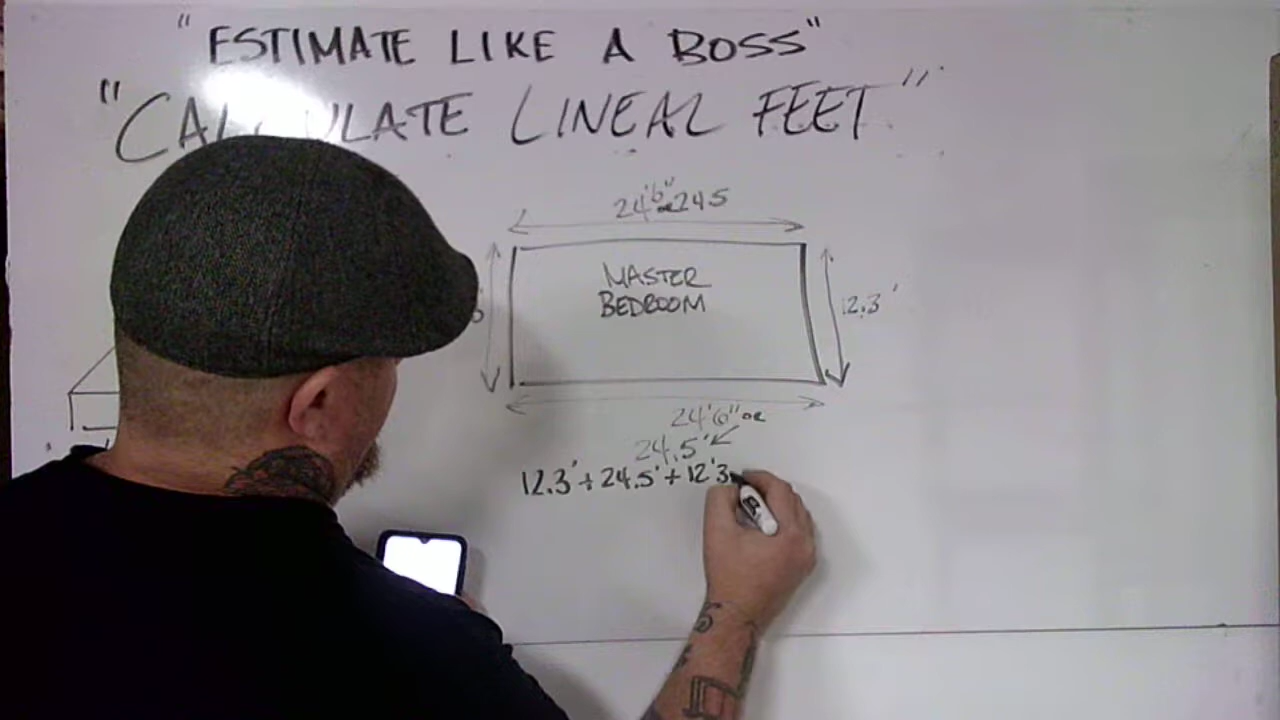 "ESTIMATE LIKE A BOSS"
LINEAL FEET"
24'6" or 24.5
MASTER
BEDROOM
12.3'
24'6" or
24.5'
12.3' + 24.5' + 12'3